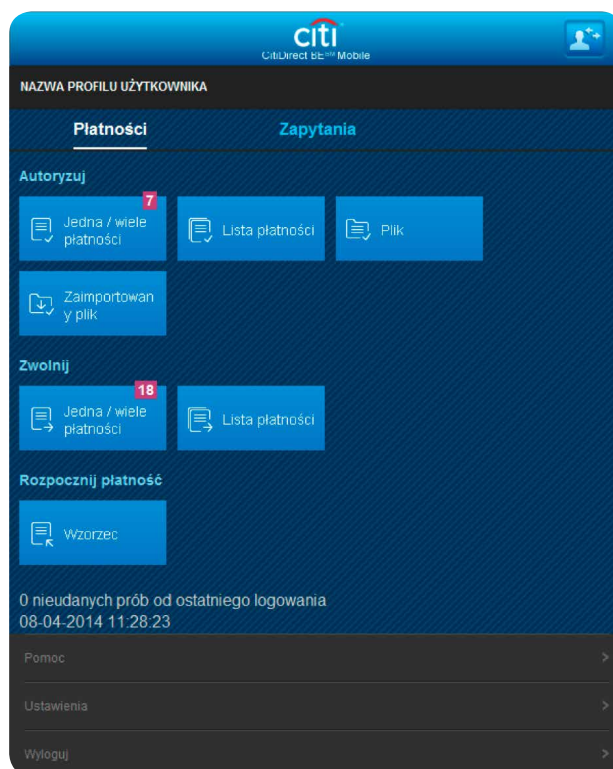 citi
CitiDirect BE℠ Mobile
NAZWA PROFILU UŻYTKOWNIKA
Płatności
Zapytania
Autoryzuj
7
Jedna / wiele
płatności
Lista płatności
Plik
Zaimportowan
y plik
Zwolnij
18
Jedna / wiele
płatności
Lista płatności
Rozpocznij płatność
Wzorzec
0 nieudanych prób od ostatniego logowania
08-04-2014 11:28:23
Pomoc
Ustawienia
Wyloguj